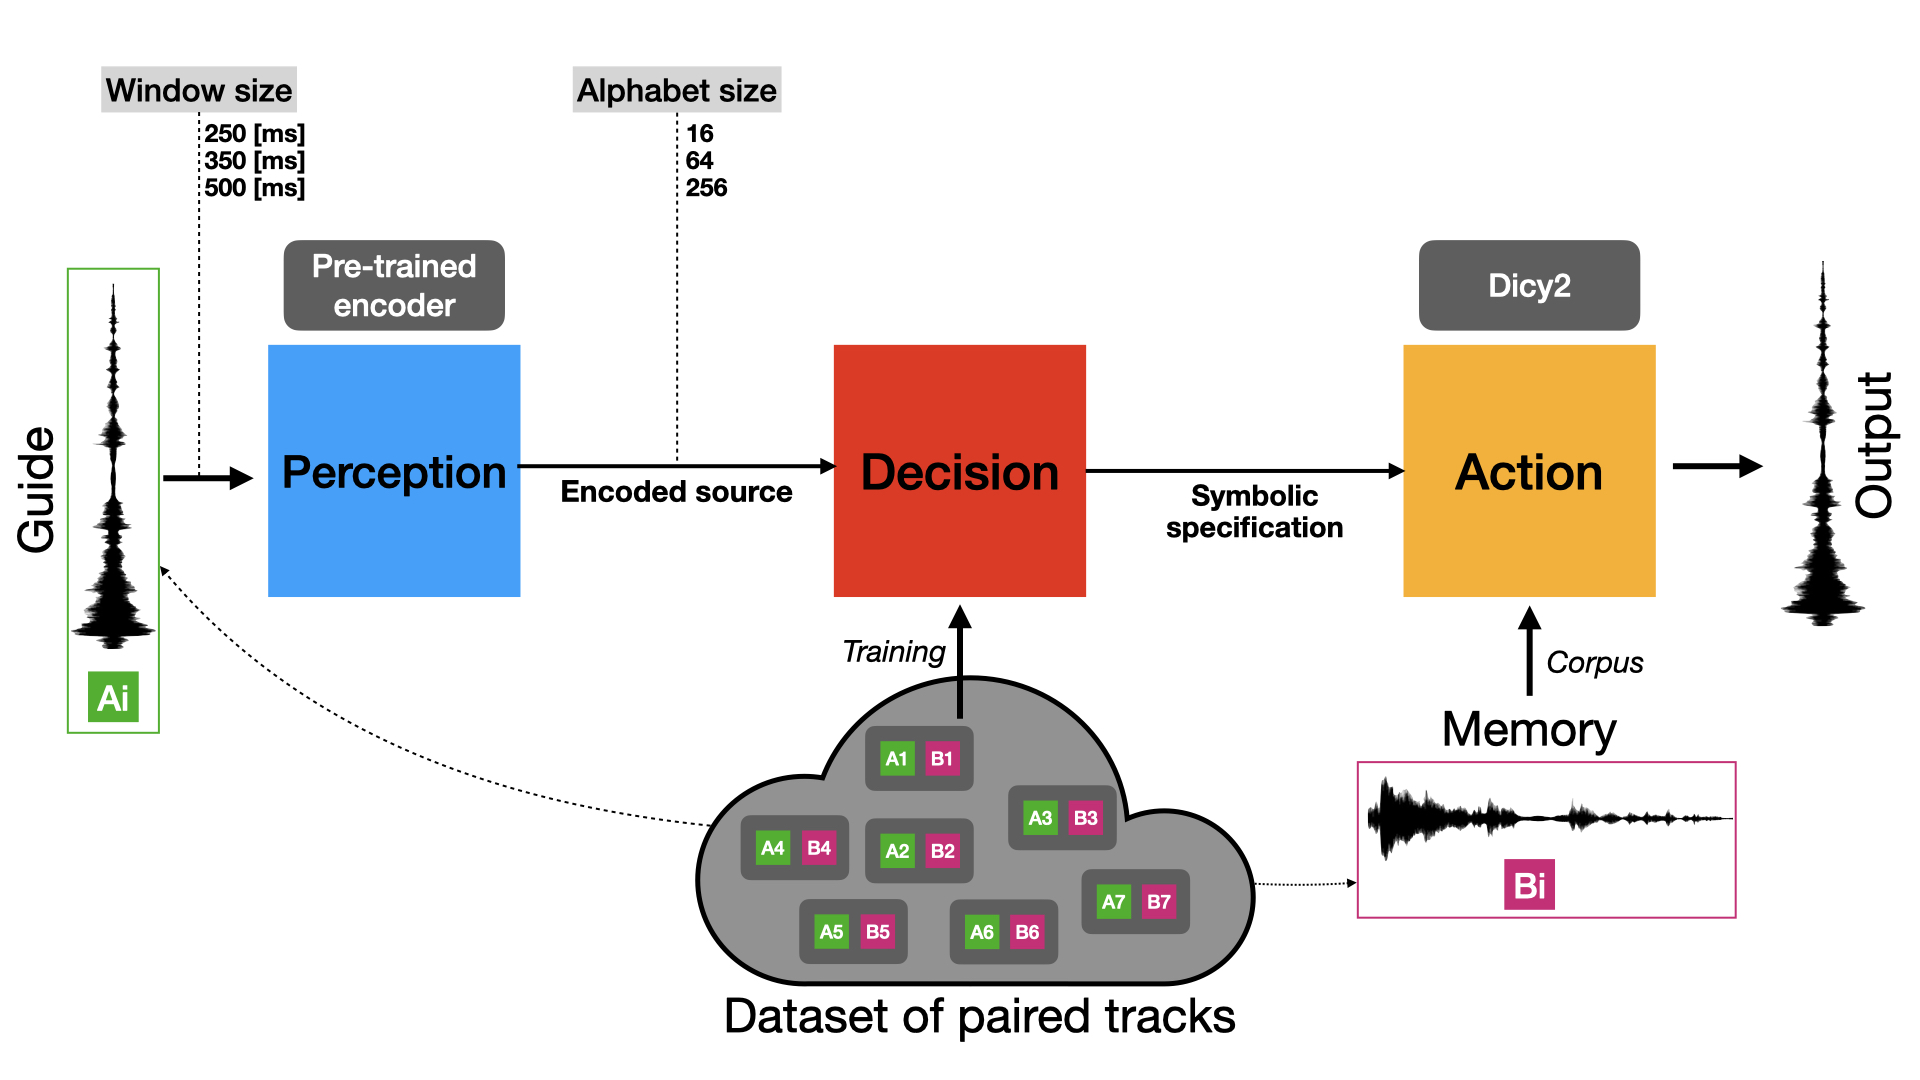 Window size
250 [ms]
350 [ms]
500 [ms]
Alphabet size
16
64
256
Pre-trained
encoder
Dicy2
Guide
Perception
Encoded source
Decision
Symbolic
specification
Action
Output
Ai
Training
Corpus
Memory
A1 B1
A3 B3
A4 B4
A2 B2
A7 B7
A5 B5
A6 B6
Bi
Dataset of paired tracks